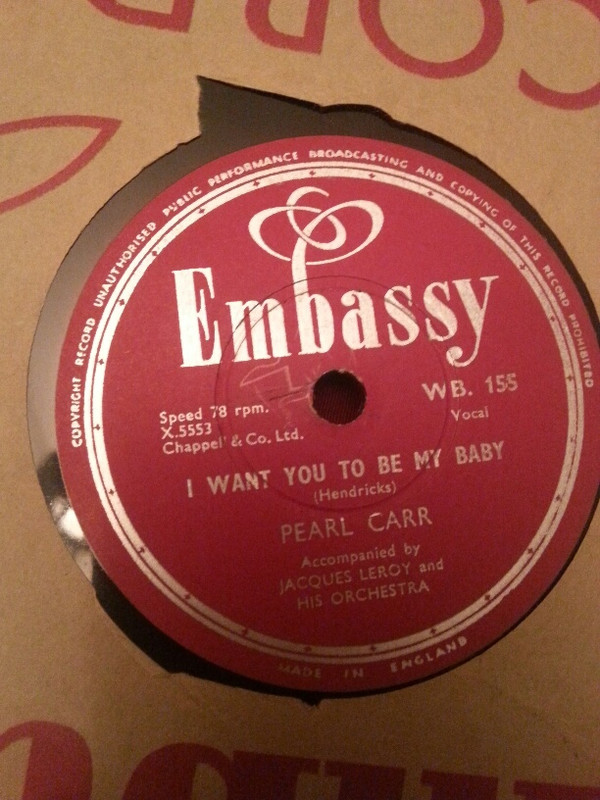 CORD
COPYRIGHT RECORD UNAUTHORISED PUBLIC PERFORMANCE BROADCASTING AND COPYING OF THIS RECORD PROHIBITED
Embassy
WB. 155
Vocal
Speed 78 rpm.
X.5553
Chappell & Co. Ltd.
I WANT YOU TO BE MY BABY
(Hendricks)
PEARL CARR
Accompanied by
JACQUES LEROY and
HIS ORCHESTRA
MADE IN ENGLAND